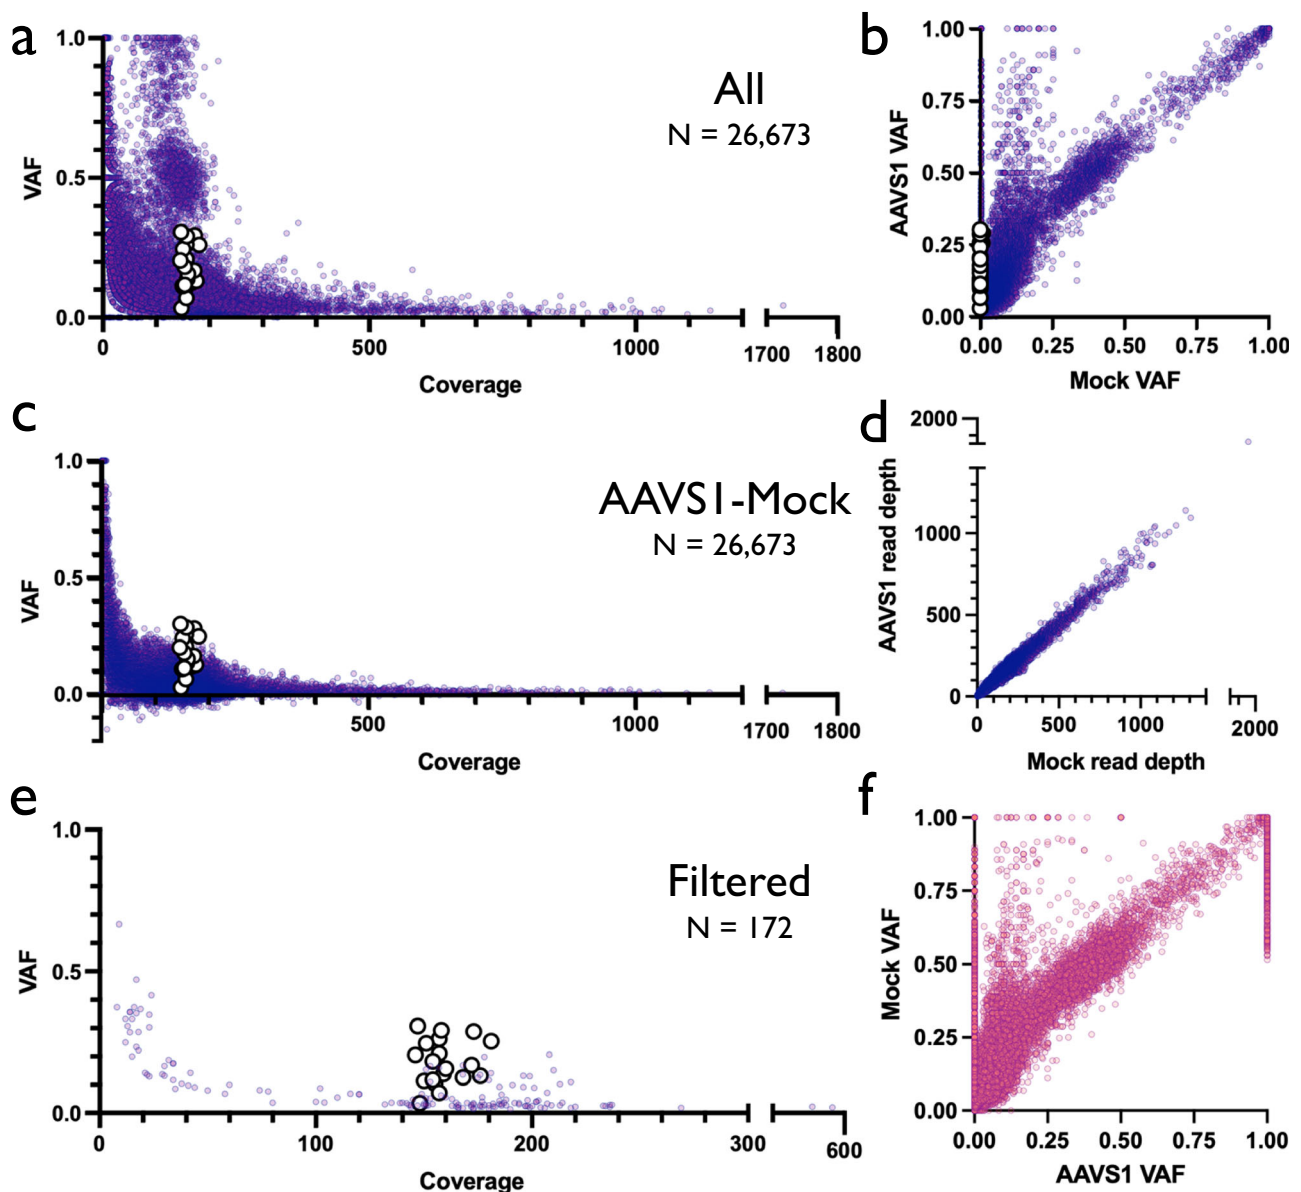 a
1.0
0.5
0.0
VAF
0
500
1000
1700
1800
Coverage
All
N = 26,673
b
1.00
0.75
0.50
0.25
0.00
AAVS1 VAF
0.00
0.25
0.50
0.75
1.00
Mock VAF
c
1.0
0.5
0.0
VAF
500
1000
1700
1800
Coverage
AAVS1-Mock
N = 26,673
d
2000
1000
500
0
AAVS1 read depth
0
500
1000
2000
Mock read depth
e
1.0
0.5
0.0
VAF
0
100
200
300
600
Coverage
Filtered
N = 172
f
1.00
0.75
0.50
0.25
0.00
Mock VAF
0.00
0.25
0.50
0.75
1.00
AAVS1 VAF